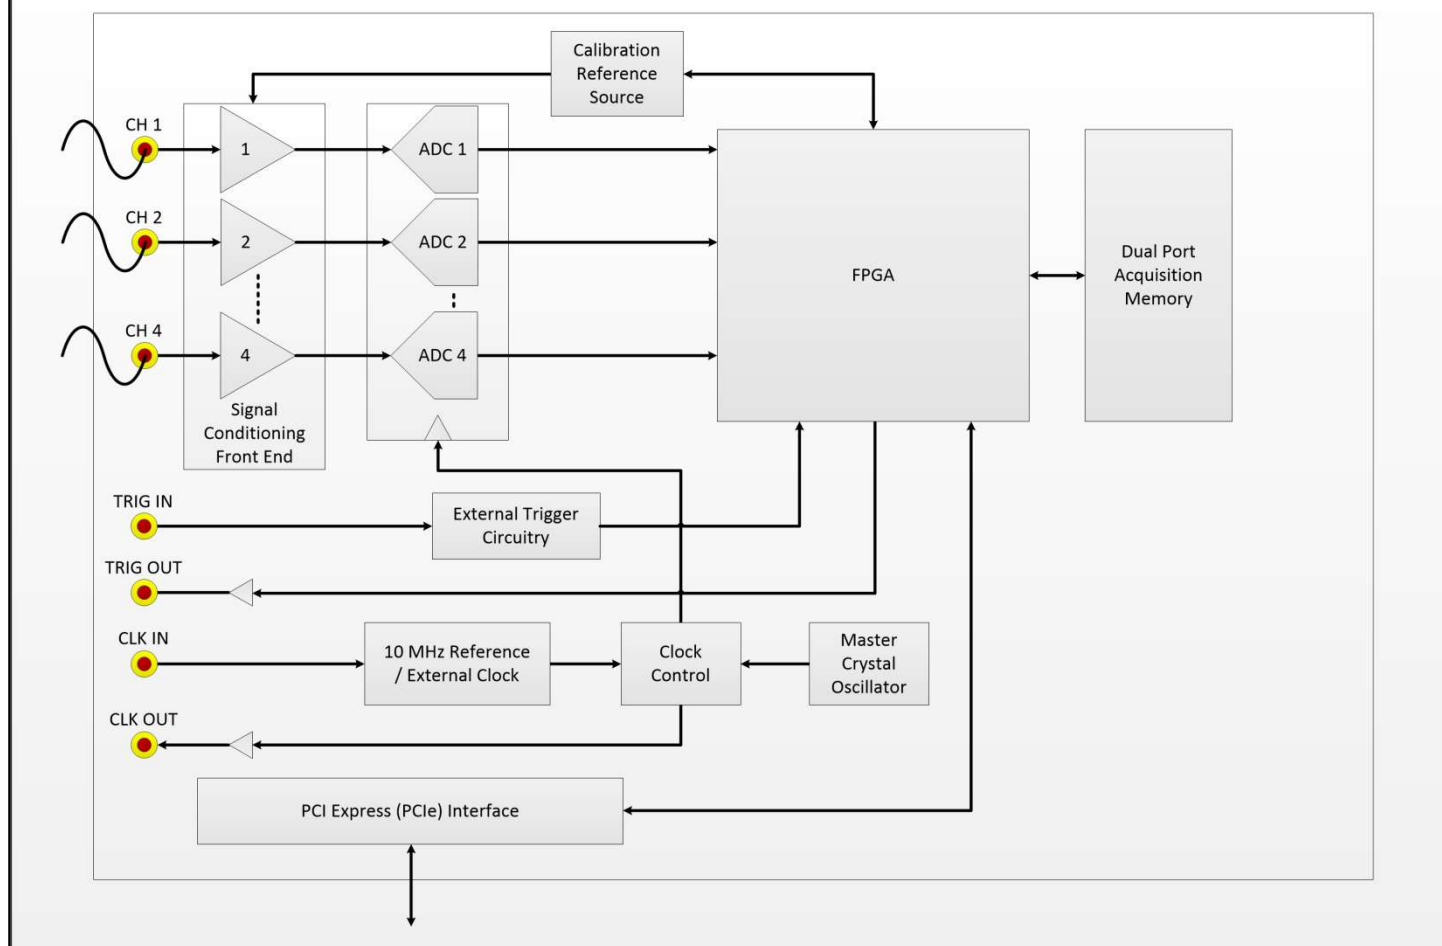 Calibration
Reference
Source
CH 1
1
ADC 1
CH 2
2
ADC 2
CH 4
4
ADC 4
Signal
Conditioning
Front End
FPGA
Dual Port
Acquisition
Memory
TRIG IN
External Trigger
Circuitry
TRIG OUT
CLK IN
10 MHz Reference
/ External Clock
Clock
Control
Master
Crystal
Oscillator
CLK OUT
PCI Express (PCIe) Interface